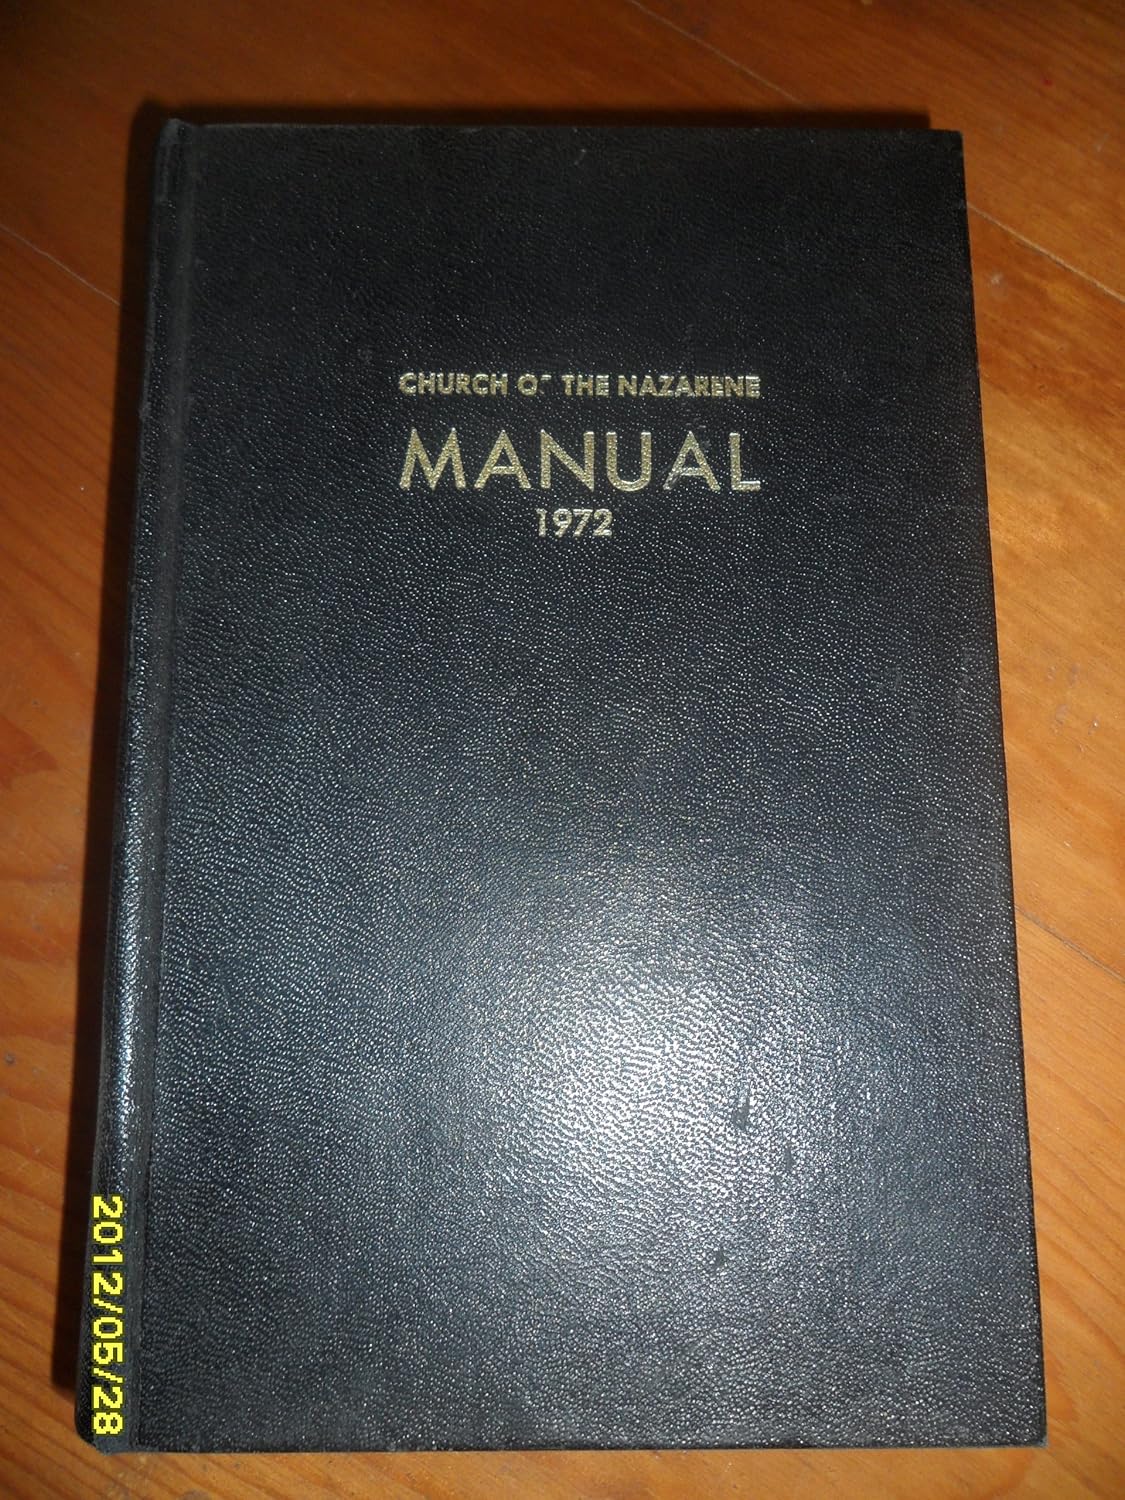 CHURCH OF THE NAZARENE
MANUAL
1972
2012/05/28